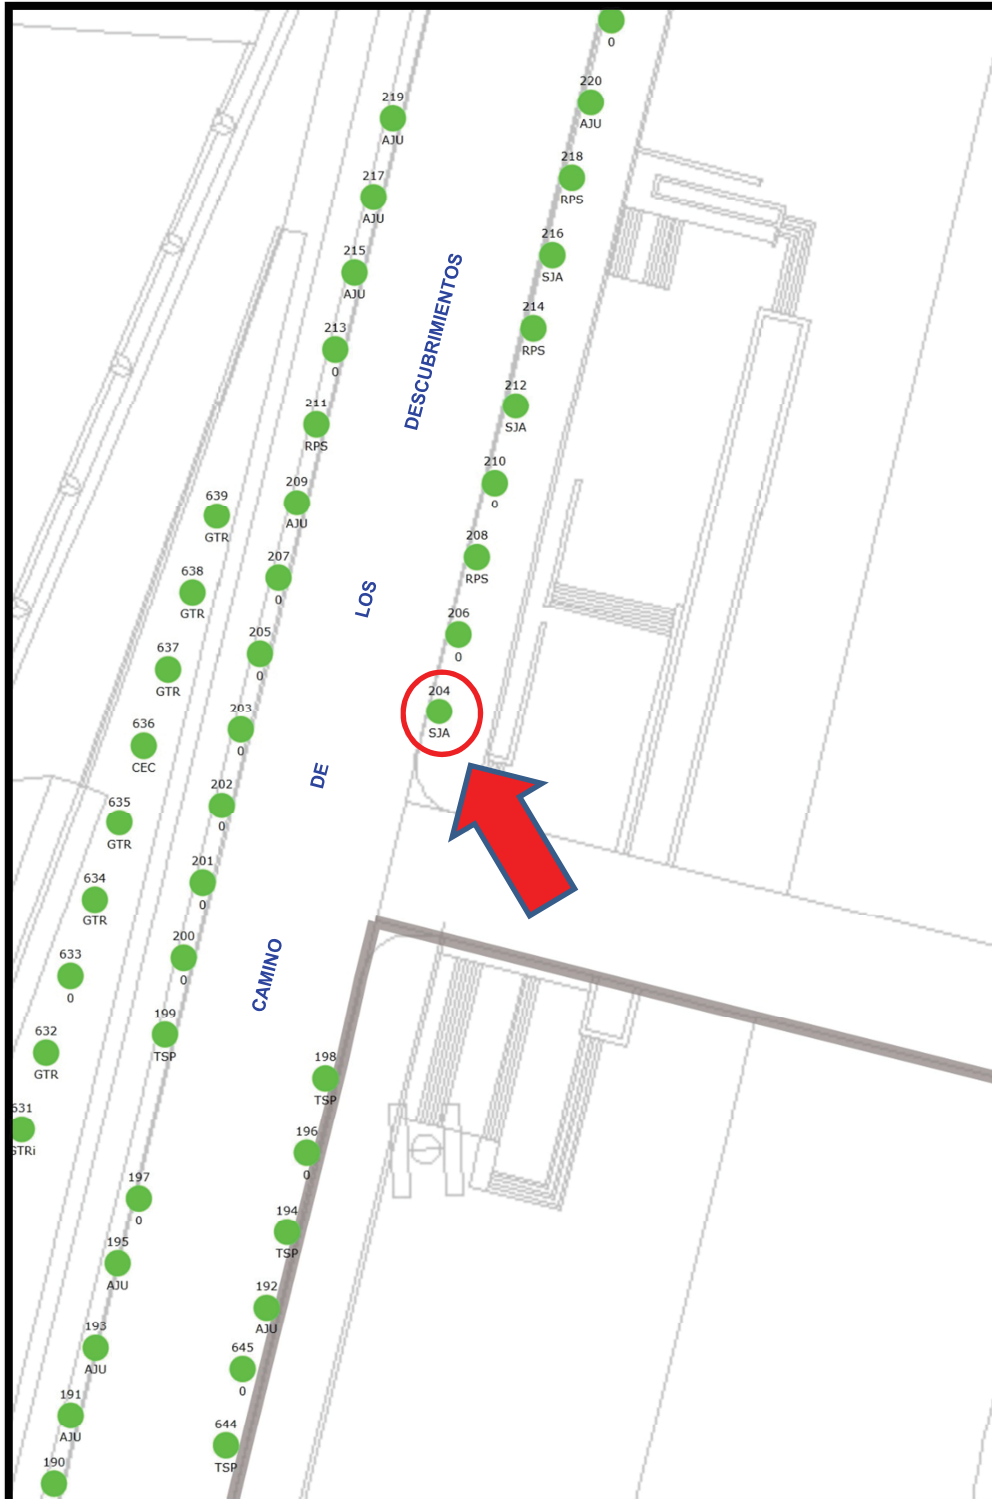 0
220
AJU
219
AJU
218
RPS
217
AJU
216
SJA
215
AJU
214
RPS
213
0
212
SJA
211
RPS
210
0
209
AJU
208
RPS
207
0
206
0
205
0
204
SJA
203
0
202
0
201
0
200
0
199
TSP
198
TSP
197
0
196
0
195
AJU
194
TSP
193
AJU
192
AJU
191
AJU
190
645
0
644
TSP
639
GTR
638
GTR
637
GTR
636
CEC
635
GTR
634
GTR
633
0
632
GTR
631
GTRi
CAMINO
DE
LOS
DESCUBRIMIENTOS